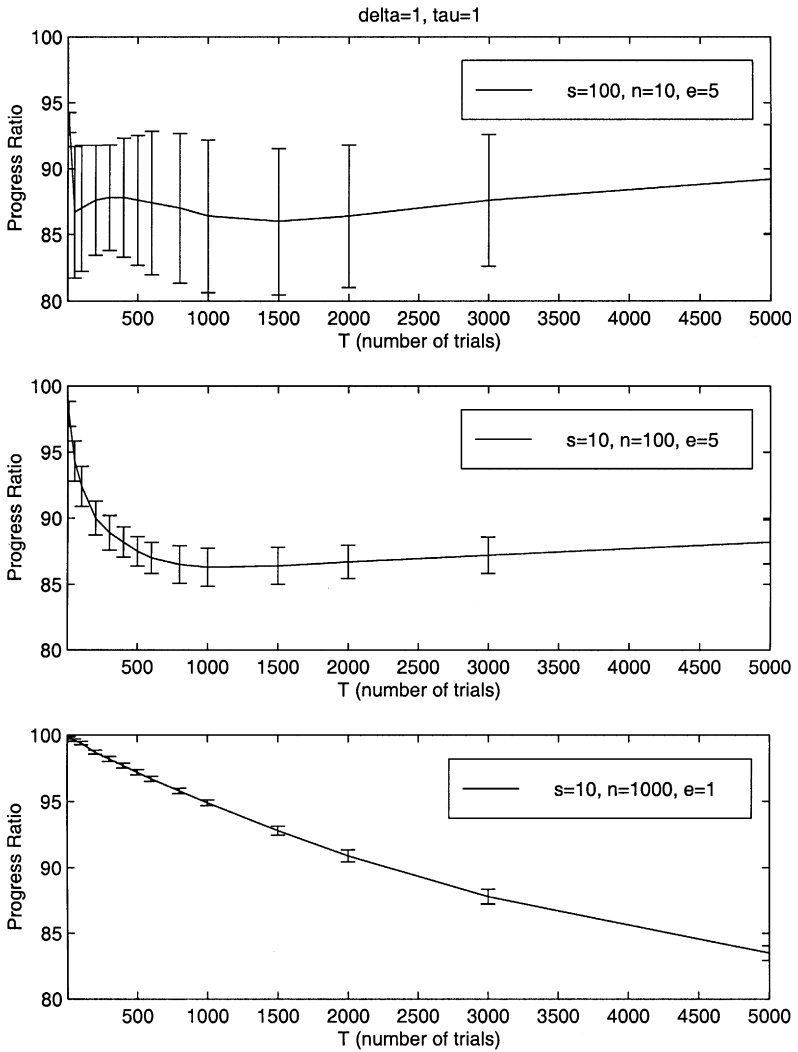 delta=1, tau=1
100
95
90
85
80
Progress Ratio
s=100, n=10, e=5
500 1000 1500 2000 2500 3000 3500 4000 4500 5000
T (number of trials)
100
95
90
85
80
Progress Ratio
s=10, n=100, e=5
500 1000 1500 2000 2500 3000 3500 4000 4500 5000
T (number of trials)
100
95
90
85
80
Progress Ratio
s=10, n=1000, e=1
500 1000 1500 2000 2500 3000 3500 4000 4500 5000
T (number of trials)